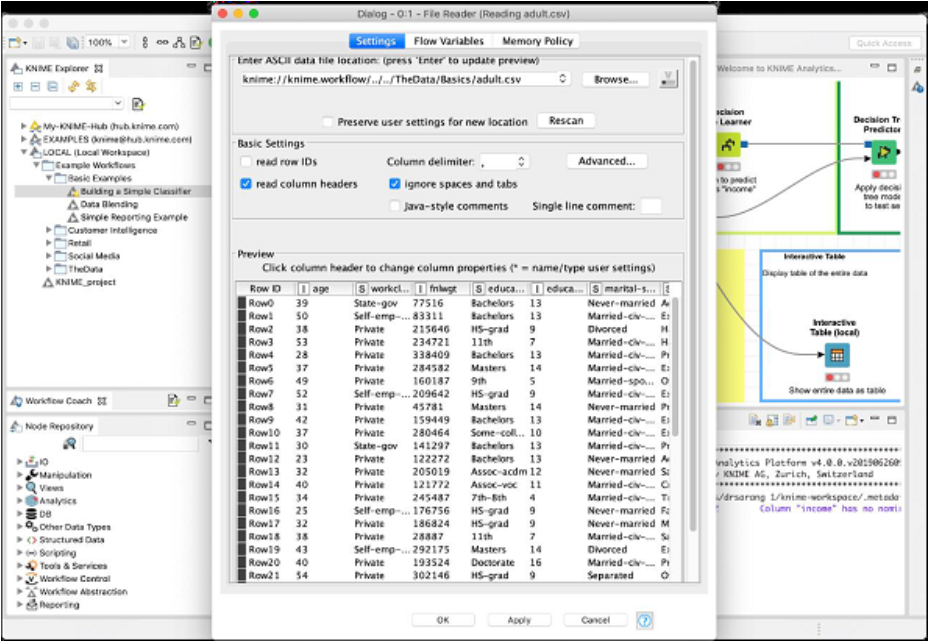 Dialog - 0:1 - File Reader (Reading adult.csv)
100%
Quick Access
Settings Flow Variables Memory Policy
KNIME Explorer
Welcome to KNIME Analytics...
Enter ASCII data file location: (press 'Enter' to update preview)
knime://knime.workflow/../../TheData/Basics/adult.csv Browse...
Preserve user settings for new location Rescan
Basic Settings
read row IDs Column delimiter: , Advanced...
read column headers ignore spaces and tabs
Java-style comments Single line comment:
Preview
Click column header to change column properties (* = name/type user settings)
Row ID I age S workcl... I fnlwgt S educa... I educa... S marital-s... S
Row0 39 State-gov 77516 Bachelors 13 Never-married
Row1 50 Self-emp-... 83311 Bachelors 13 Married-civ-...
Row2 38 Private 215646 HS-grad 9 Divorced
Row3 53 Private 234721 11th 7 Married-civ-...
Row4 28 Private 338409 Bachelors 13 Married-civ-...
Row5 37 Private 284582 Masters 14 Married-civ-...
Row6 49 Private 160187 9th 5 Married-spo...
Row7 52 Self-emp-... 209642 HS-grad 9 Married-civ-...
Row8 31 Private 45781 Masters 14 Never-married
Row9 42 Private 159449 Bachelors 13 Married-civ-...
Row10 37 Private 280464 Some-coll... 10 Married-civ-...
Row11 30 State-gov 141297 Bachelors 13 Married-civ-...
Row12 23 Private 122272 Bachelors 13 Never-married
Row13 32 Private 205019 Assoc-acdm 12 Never-married
Row14 40 Private 121772 Assoc-voc 11 Married-civ-...
Row15 34 Private 245487 7th-8th 4 Married-civ-...
Row16 25 Self-emp-... 176756 HS-grad 9 Never-married
Row17 32 Private 186824 HS-grad 9 Never-married
Row18 38 Private 28887 11th 7 Married-civ-...
Row19 43 Self-emp-... 292175 Masters 14 Divorced
Row20 40 Private 193524 Doctorate 16 Married-civ-...
Row21 54 Private 302146 HS-grad 9 Separated
OK Apply Cancel ?
My-KNIME-Hub (hub.knime.com)
EXAMPLES (knime@hub.knime.com)
LOCAL (Local Workspace)
Example Workflows
Basic Examples
Building a Simple Classifier
Data Blending
Simple Reporting Example
Customer Intelligence
Retail
Social Media
TheData
KNIME_project
Workflow Coach
Node Repository
IO
Manipulation
Views
Analytics
DB
Other Data Types
Structured Data
Scripting
Tools & Services
Workflow Control
Workflow Abstraction
Reporting
Learner
Decision Tr
Predictor
to predict
"income"
Apply decisi
tree mode
to test se
Interactive Table
Display table of the entire data
Interactive
Table (local)
Show entire data as table
Analytics Platform v4.0.0.v20190626
KNIME AG, Zurich, Switzerland
/drsarang 1/knime-workspace/.metada
Column "income" has no nomi